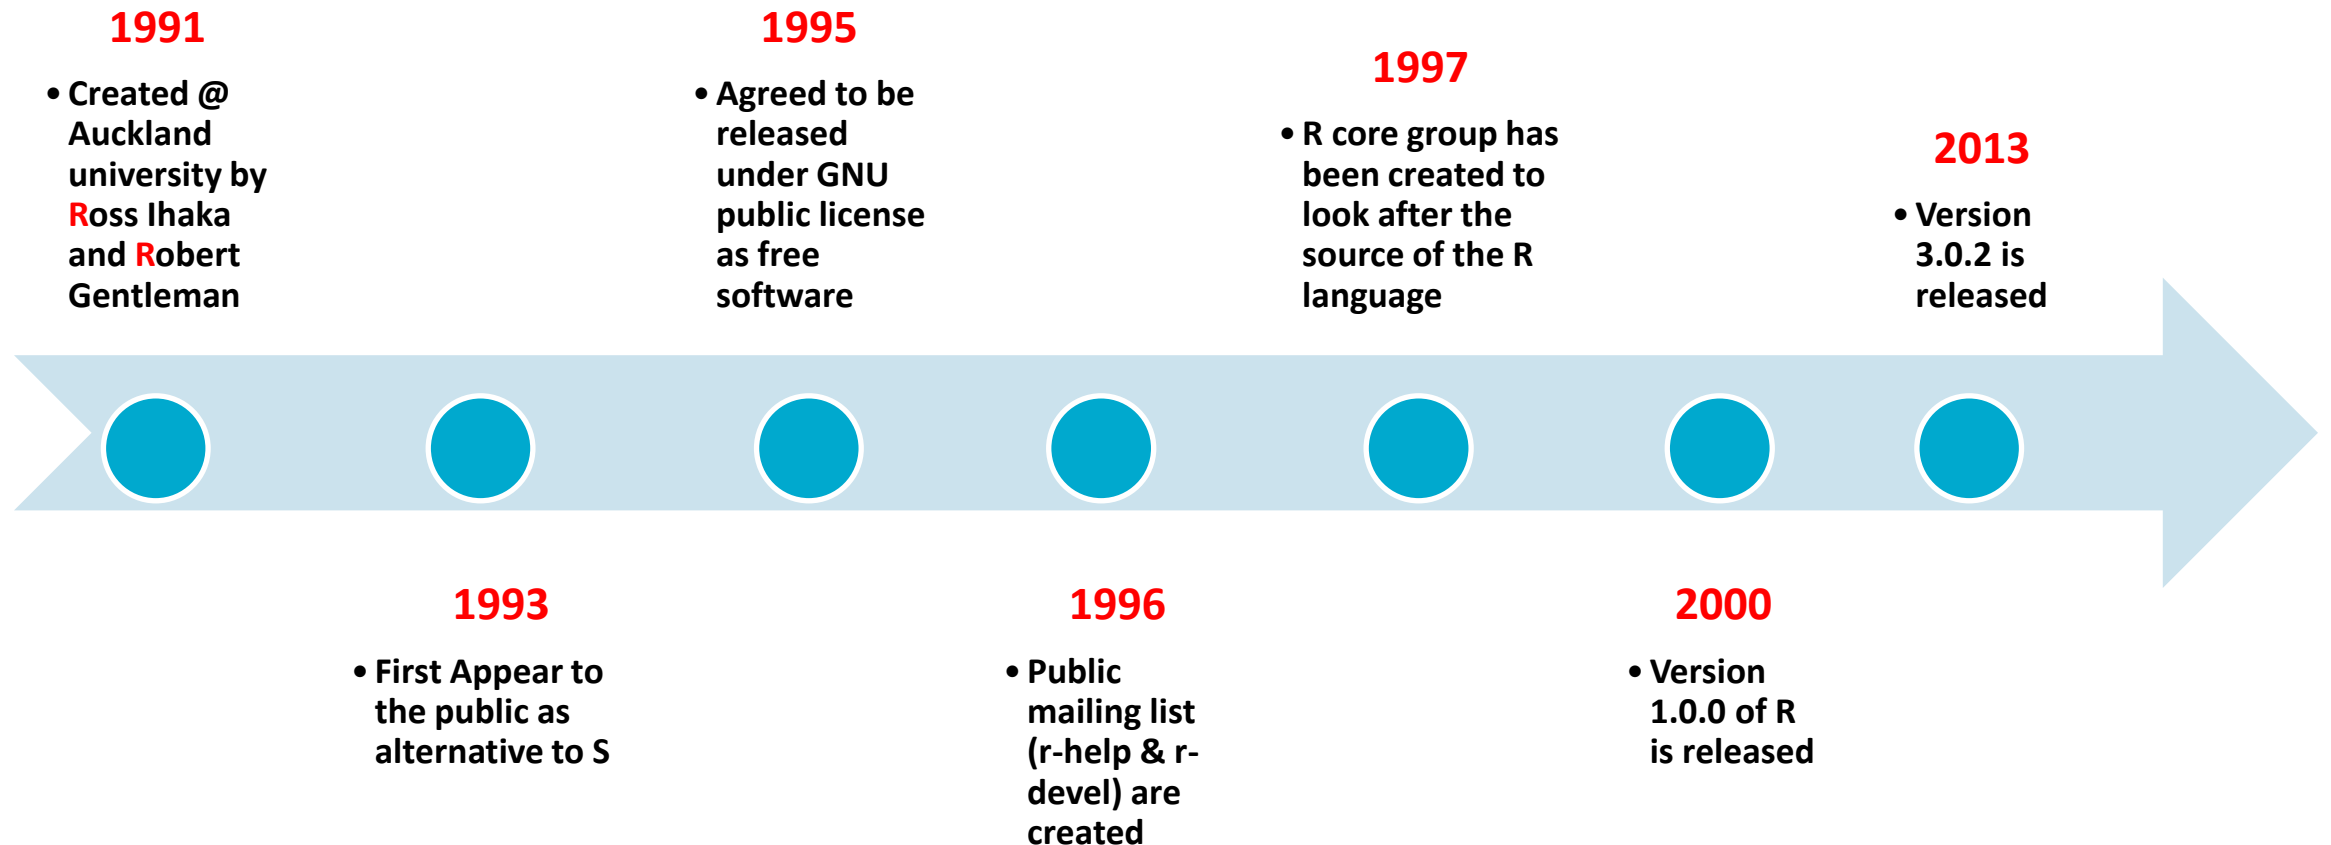 1991
• Created @
Auckland
university by
Ross Ihaka
and Robert
Gentleman
1993
• First Appear to
the public as
alternative to S
1995
• Agreed to be
released
under GNU
public license
as free
software
1996
• Public
mailing list
(r-help & r-
devel) are
created
1997
• R core group has
been created to
look after the
source of the R
language
2000
• Version
1.0.0 of R
is released
2013
• Version
3.0.2 is
released